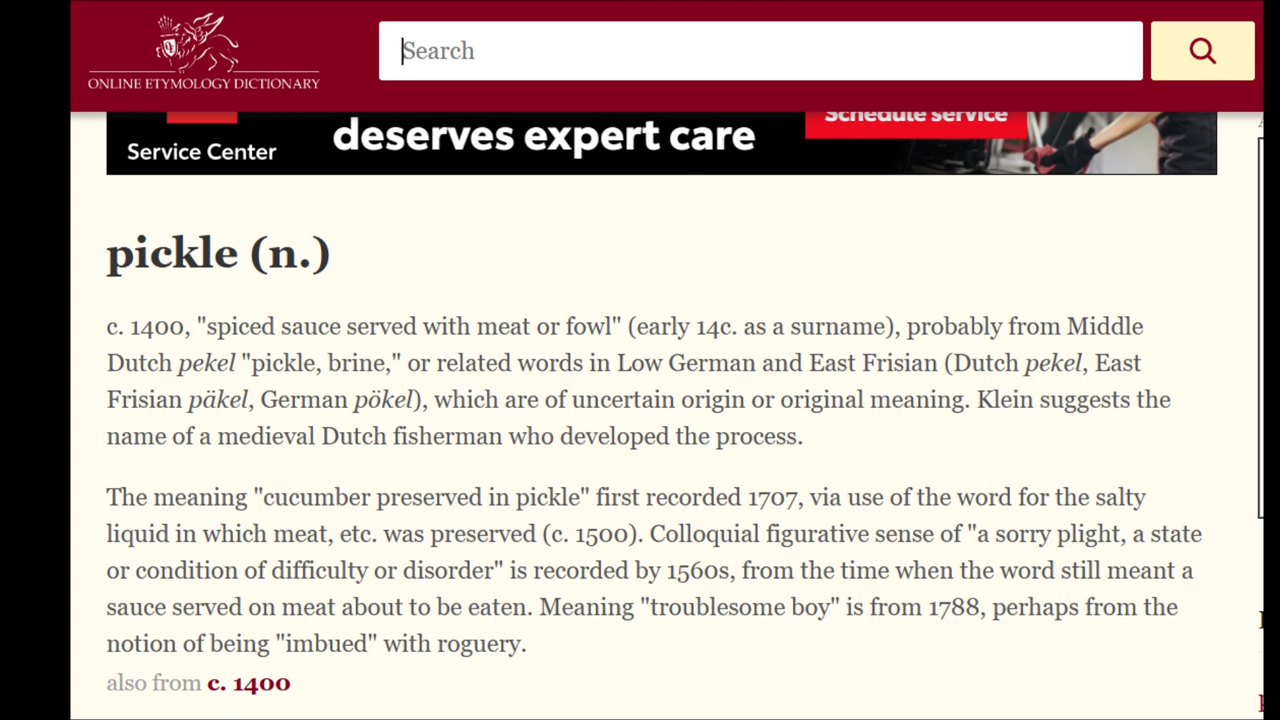 ONLINE ETYMOLOGY DICTIONARY
Search
Service Center
deserves expert care
Schedule service
pickle (n.)
c. 1400, "spiced sauce served with meat or fowl" (early 14c. as a surname), probably from Middle
Dutch pekel "pickle, brine," or related words in Low German and East Frisian (Dutch pekel, East
Frisian päkel, German pökel), which are of uncertain origin or original meaning. Klein suggests the
name of a medieval Dutch fisherman who developed the process.
The meaning "cucumber preserved in pickle" first recorded 1707, via use of the word for the salty
liquid in which meat, etc. was preserved (c. 1500). Colloquial figurative sense of "a sorry plight, a state
or condition of difficulty or disorder" is recorded by 1560s, from the time when the word still meant a
sauce served on meat about to be eaten. Meaning "troublesome boy" is from 1788, perhaps from the
notion of being "imbued" with roguery.
also from c. 1400